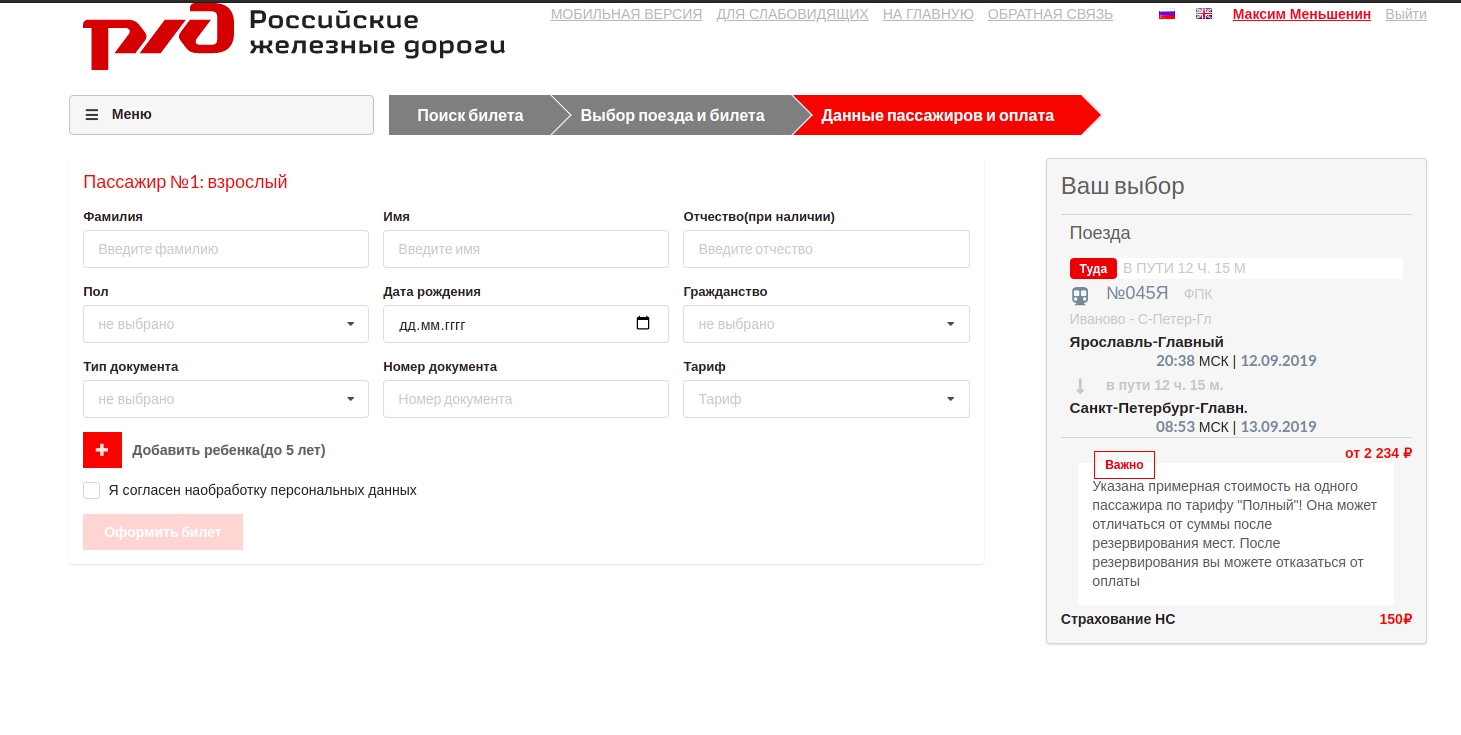 Российские
железные дороги
МОБИЛЬНАЯ ВЕРСИЯ ДЛЯ СЛАБОВИДЯЩИХ НА ГЛАВНУЮ ОБРАТНАЯ СВЯЗЬ Максим Меньшенин Выйти
Меню
Поиск билета Выбор поезда и билета Данные пассажиров и оплата
Пассажир №1: взрослый
Фамилия Имя Отчество(при наличии)
Введите фамилию Введите имя Введите отчество
Пол Дата рождения Гражданство
не выбрано дд.мм.гггг не выбрано
Тип документа Номер документа Тариф
не выбрано Номер документа Тариф
+ Добавить ребенка(до 5 лет)
Я согласен наобработку персональных данных
Оформить билет
Ваш выбор
Поезда
Туда В ПУТИ 12 Ч. 15 М
№045Я ФПК
Иваново - С-Петер-Гл
Ярославль-Главный
20:38 МСК | 12.09.2019
в пути 12 ч. 15 м.
Санкт-Петербург-Главн.
08:53 МСК | 13.09.2019
от 2 234 ₽
Важно
Указана примерная стоимость на одного
пассажира по тарифу "Полный"! Она может
отличаться от суммы после
резервирования мест. После
резервирования вы можете отказаться от
оплаты
Страхование НС 150₽